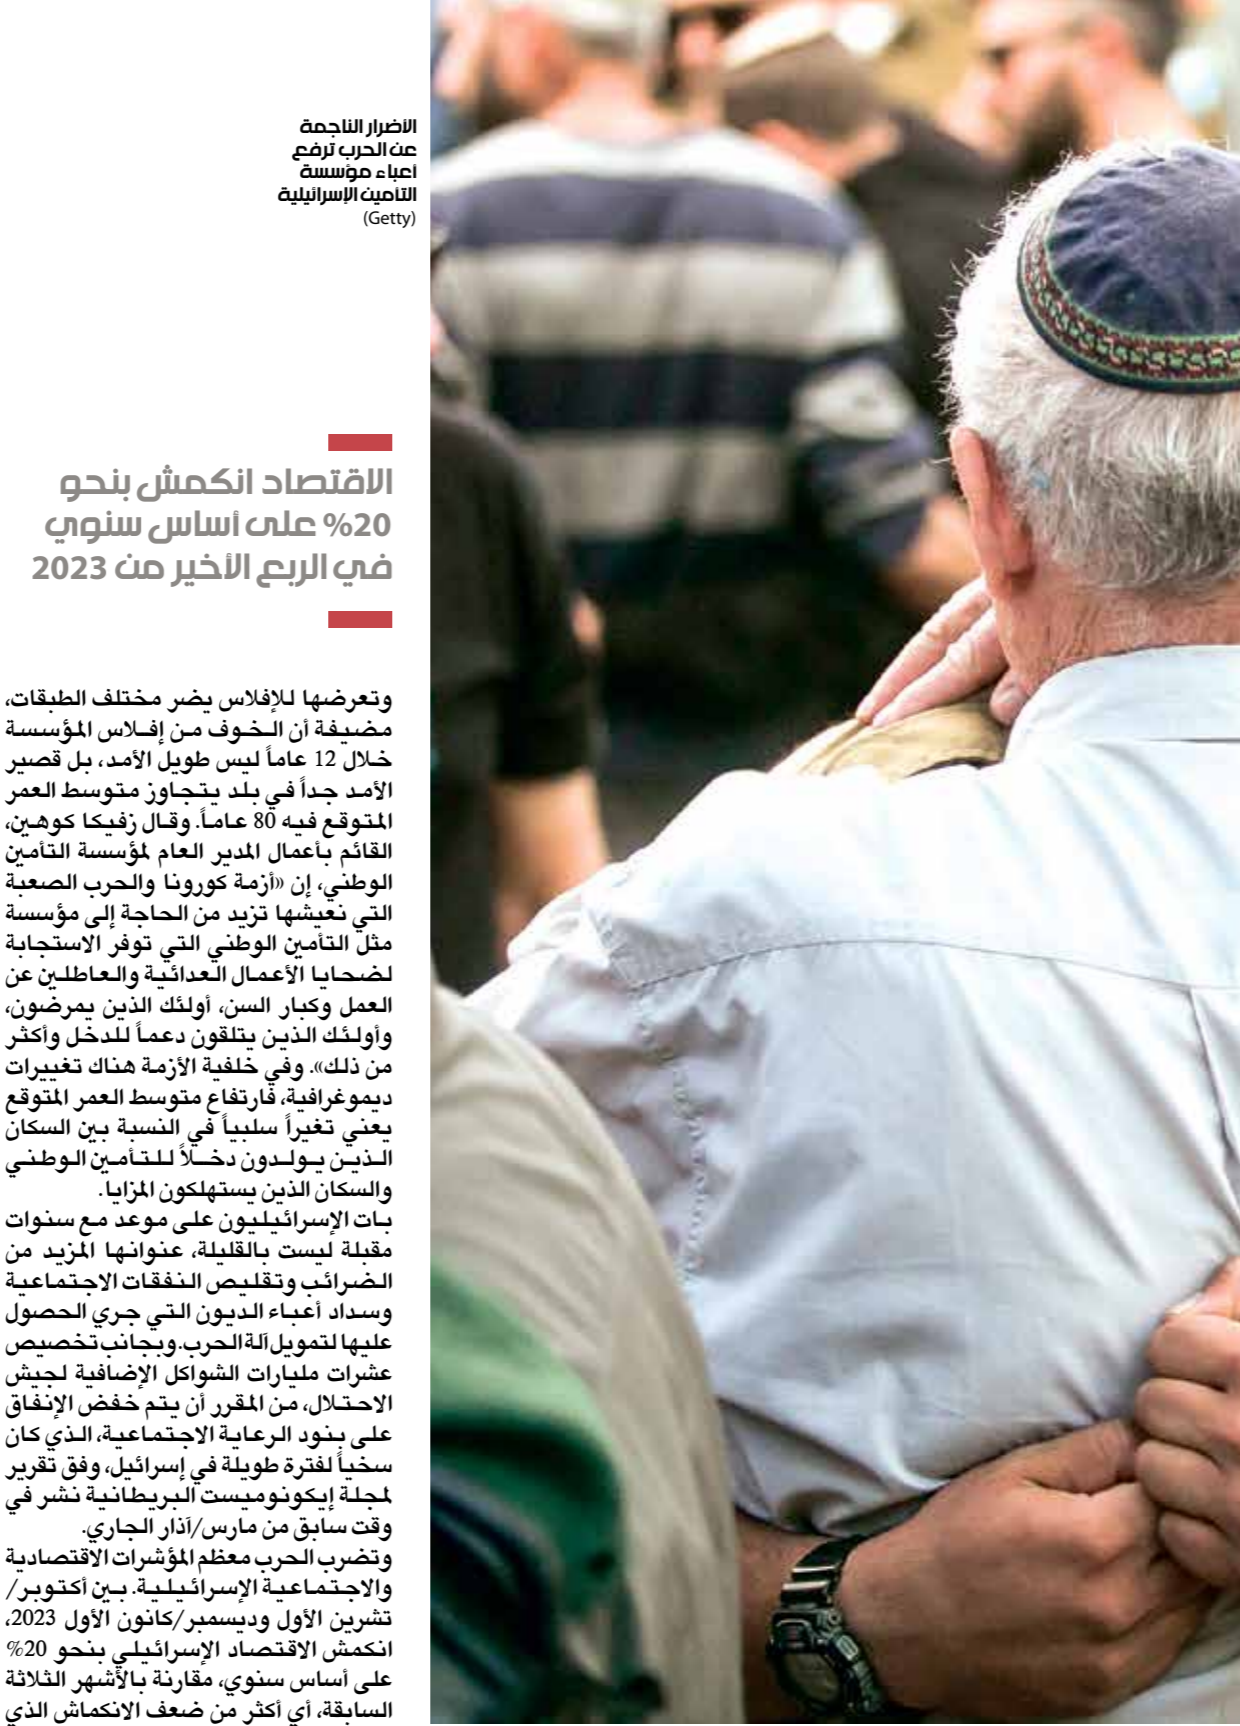 الاضرار الناجمة
عن الحرب ترفع
أعباء مؤسسة
التأمين الإسرائيلية
(Getty)
الاقتصاد انكمش بنحو
20% على أساس سنوي
في الربع الأخير من 2023
وتعرضها للإفلاس يضر مختلف الطبقات،
مضيفة أن الخوف من إفلاس المؤسسة
خلال 12 عاماً ليس طويل الأمد، بل قصير
الأمد جداً في بلد يتجاوز متوسط العمر
المتوقع فيه 80 عاماً. وقال زفيكا كوهين،
القائم بأعمال المدير العام لمؤسسة التأمين
الوطني، إن «أزمة كورونا والحرب الصعبة
التي نعيشها تزيد من الحاجة إلى مؤسسة
مثل التأمين الوطني التي توفر الاستجابة
لضحايا الأعمال العدائية والعاطلين عن
العمل وكبار السن، أولئك الذين يمرضون،
وأولئك الذين يتلقون دعماً للدخل وأكثر
من ذلك». وفي خلفية الأزمة هناك تغييرات
ديموغرافية، فارتفاع متوسط العمر المتوقع
يعني تغيراً سلبياً في النسبة بين السكان
الذين يولدون دخلاً للتأمين الوطني
والسكان الذين يستهلكون المزايا.
بات الإسرائيليون على موعد مع سنوات
مقبلة ليست بالقليلة، عنوانها المزيد من
الضرائب وتقليص النفقات الاجتماعية
وسداد أعباء الديون التي جري الحصول
عليها لتمويل آلة الحرب. وبجانب تخصيص
عشرات مليارات الشواكل الإضافية لجيش
الاحتلال، من المقرر أن يتم خفض الإنفاق
على بنود الرعاية الاجتماعية، الذي كان
سخياً لفترة طويلة في إسرائيل، وفق تقرير
لمجلة إيكونوميست البريطانية نشر في
وقت سابق من مارس/آذار الجاري.
وتضرب الحرب معظم المؤشرات الاقتصادية
والاجتماعية الإسرائيلية. بين أكتوبر/
تشرين الأول وديسمبر/كانون الأول 2023،
انكمش الاقتصاد الإسرائيلي بنحو 20%
على أساس سنوي، مقارنة بالأشهر الثلاثة
السابقة، أي أكثر من ضعف الانكماش الذي